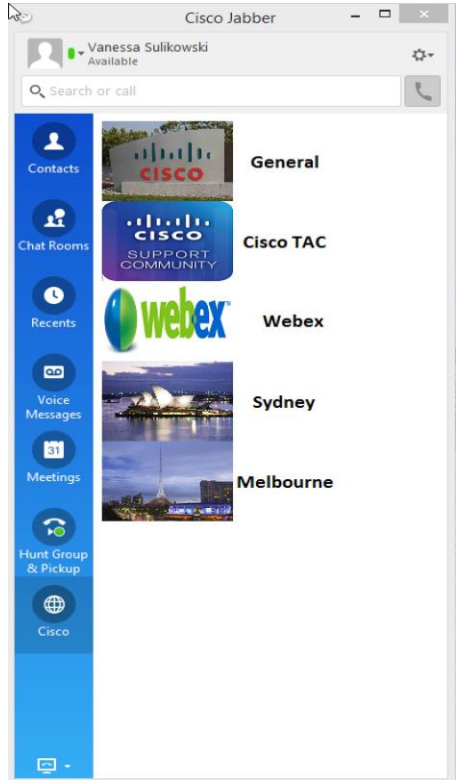 Cisco Jabber
Vanessa Sulikowski
Available
Search or call
Contacts
Chat Rooms
Recents
Voice
Messages
31
Meetings
Hunt Group
& Pickup
Cisco
CISCO
General
CISCO
SUPPORT
COMMUNITY
Cisco TAC
webex™
Webex
Sydney
Melbourne